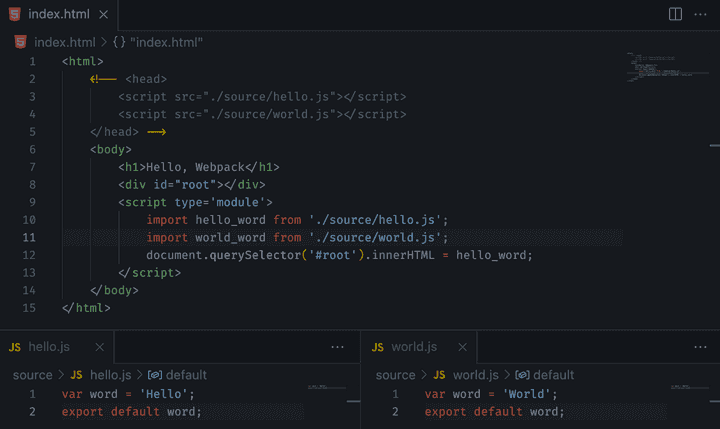 index.html
index.html > {} "index.html"
1 <html>
2 <!-- <head>
3 <script src="./source/hello.js"></script>
4 <script src="./source/world.js"></script>
5 </head> -->
6 <body>
7 <h1>Hello, Webpack</h1>
8 <div id="root"></div>
9 <script type='module'>
10 import hello_word from './source/hello.js';
11 import world_word from './source/world.js';
12 document.querySelector('#root').innerHTML = hello_word;
13 </script>
14 </body>
15 </html>
JS hello.js
source > JS hello.js > default
1 var word = 'Hello';
2 export default word;
JS world.js
source > JS world.js > default
1 var word = 'World';
2 export default word;